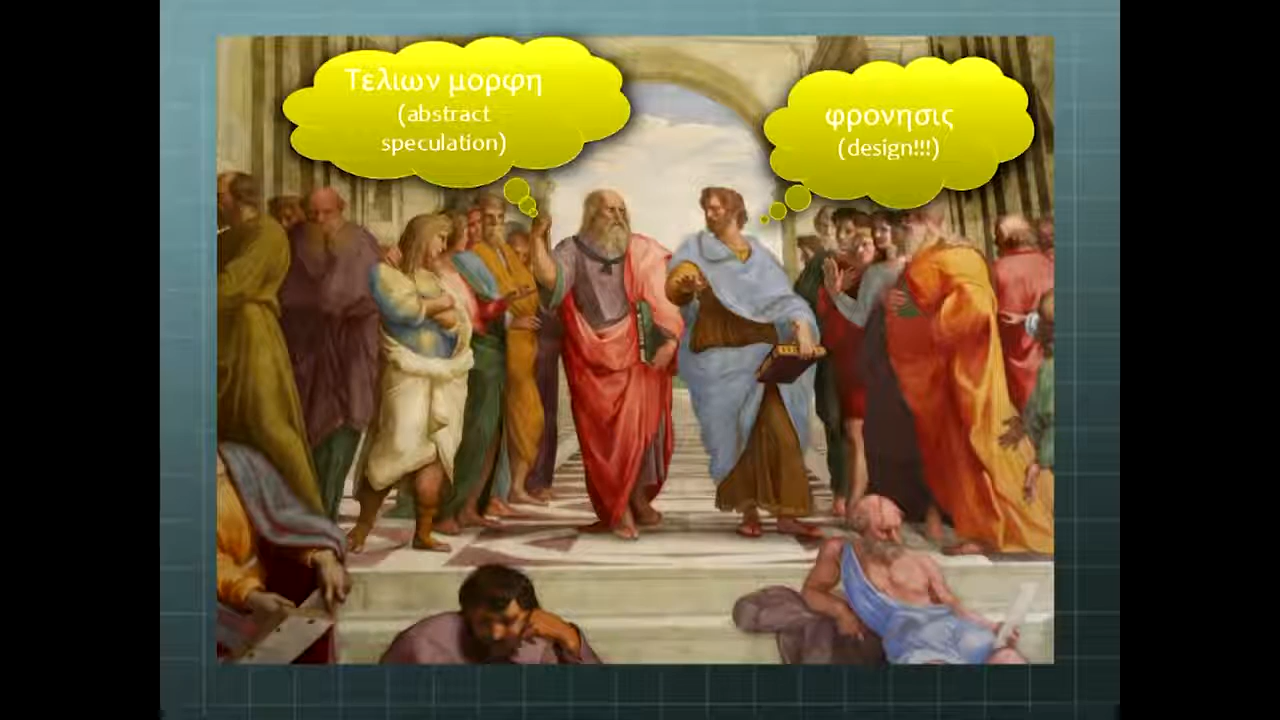 Τελιων μορφη
(abstract
speculation)
φρονησις
(design!!!)